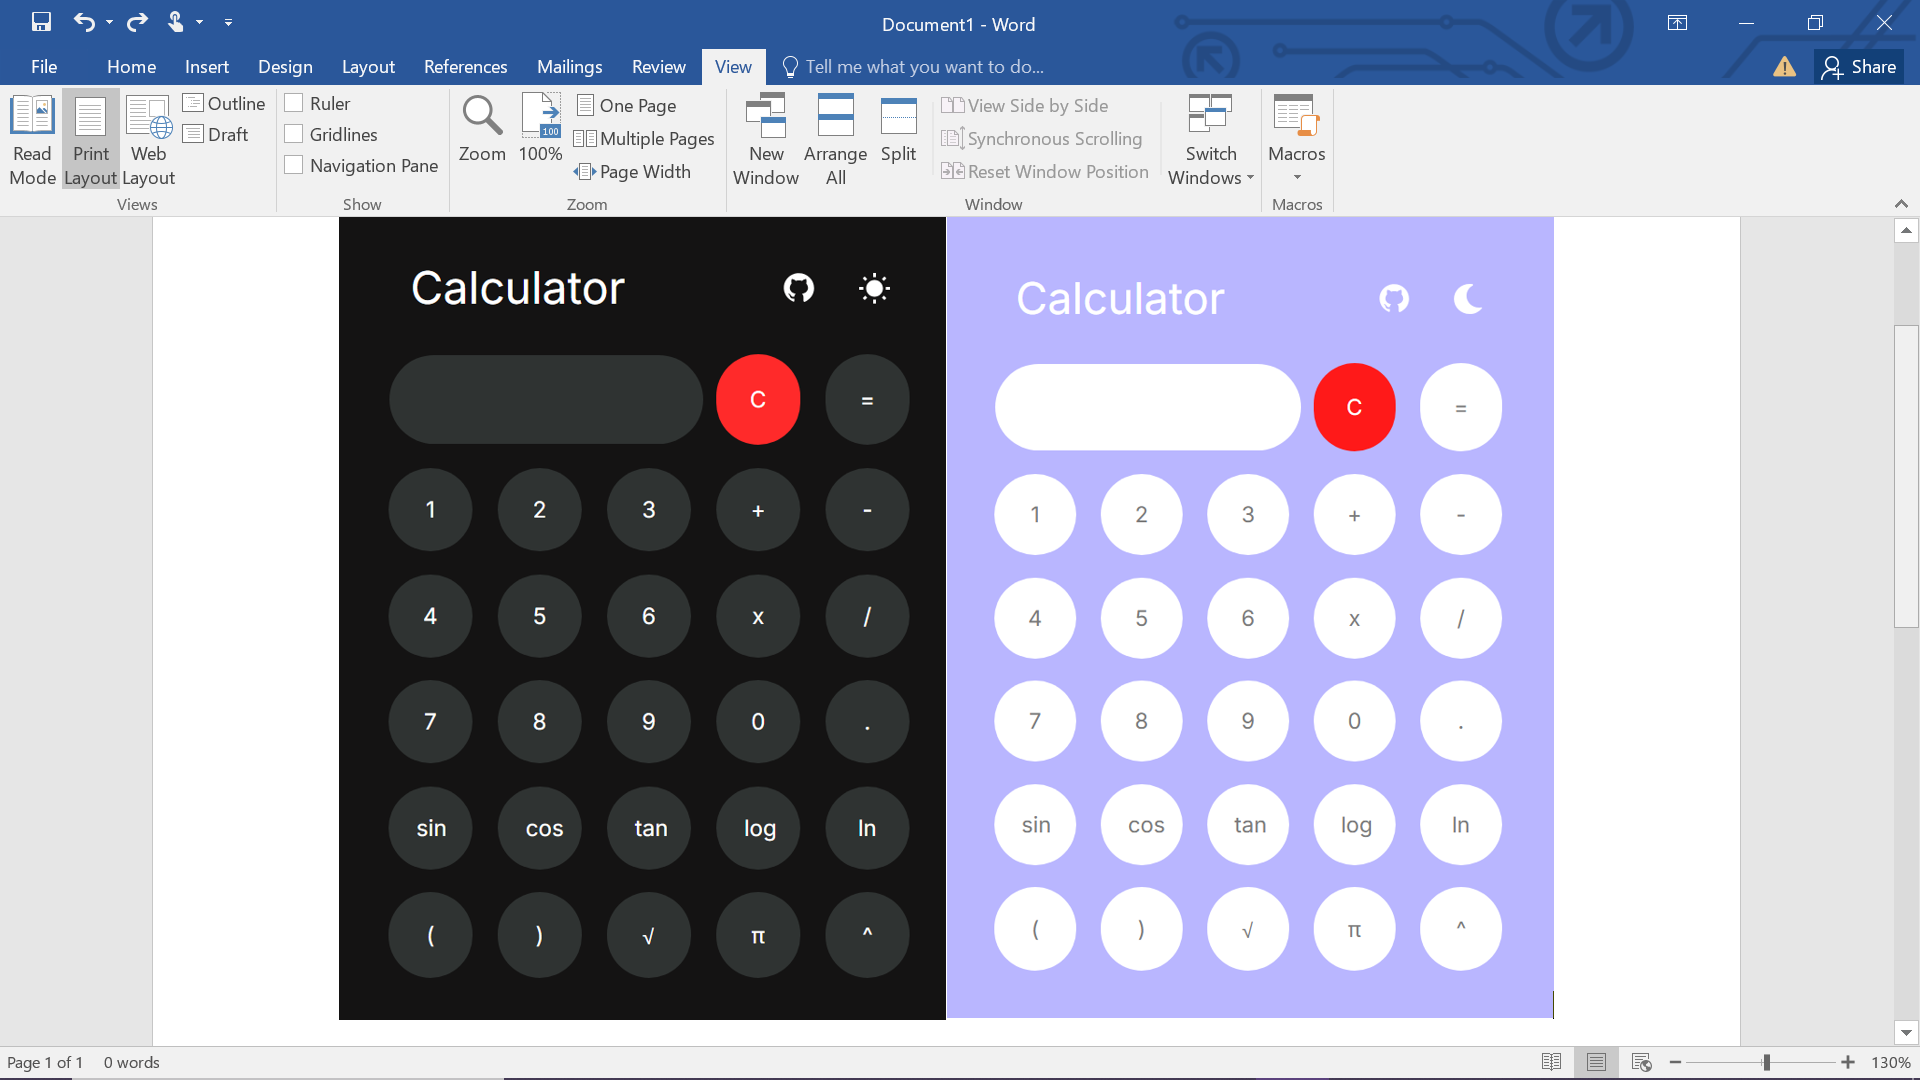 Document1 - Word
File Home Insert Design Layout References Mailings Review View Tell me what you want to do... Share
Read Mode
Print Layout
Web Layout
Outline
Draft
Views
Ruler
Gridlines
Navigation Pane
Show
Zoom
100
100%
One Page
Multiple Pages
Page Width
Zoom
New Window
Arrange All
Split
View Side by Side
Synchronous Scrolling
Reset Window Position
Switch Windows
Window
Macros
Macros
Calculator
C =
1 2 3 + -
4 5 6 x /
7 8 9 0 .
sin cos tan log ln
( ) √ π ^
Calculator
C =
1 2 3 + -
4 5 6 x /
7 8 9 0 .
sin cos tan log ln
( ) √ π ^
Page 1 of 1 0 words 130%